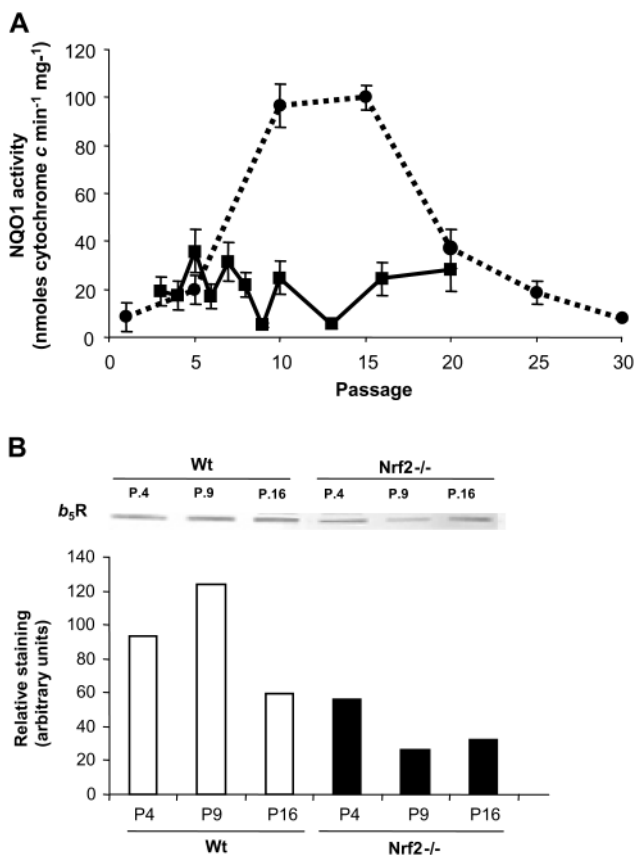 A
NQO1 activity
(nmoles cytochrome c min⁻¹ mg⁻¹)
120
100
80
60
40
20
0
0 5 10 15 20 25 30
Passage
B
Wt Nrf2-/-
P.4 P.9 P.16 P.4 P.9 P.16
b₅R
Relative staining
(arbitrary units)
140
120
100
80
60
40
20
0
P4 P9 P16 P4 P9 P16
Wt Nrf2-/-